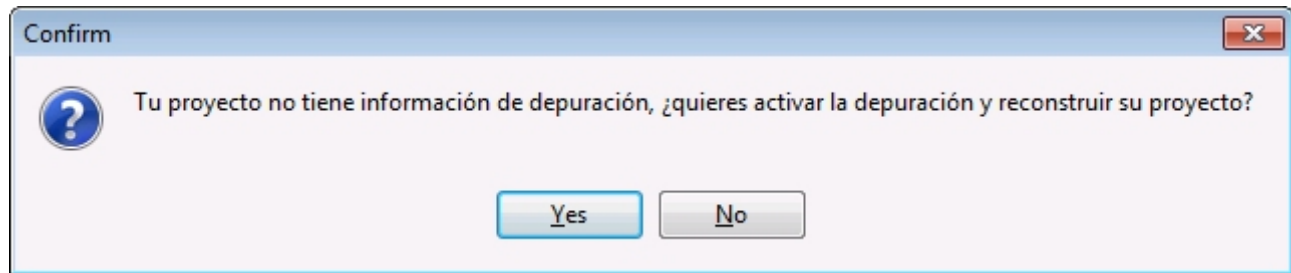 Confirm
Tu proyecto no tiene información de depuración, ¿quieres activar la depuración y reconstruir su proyecto?
Yes
No